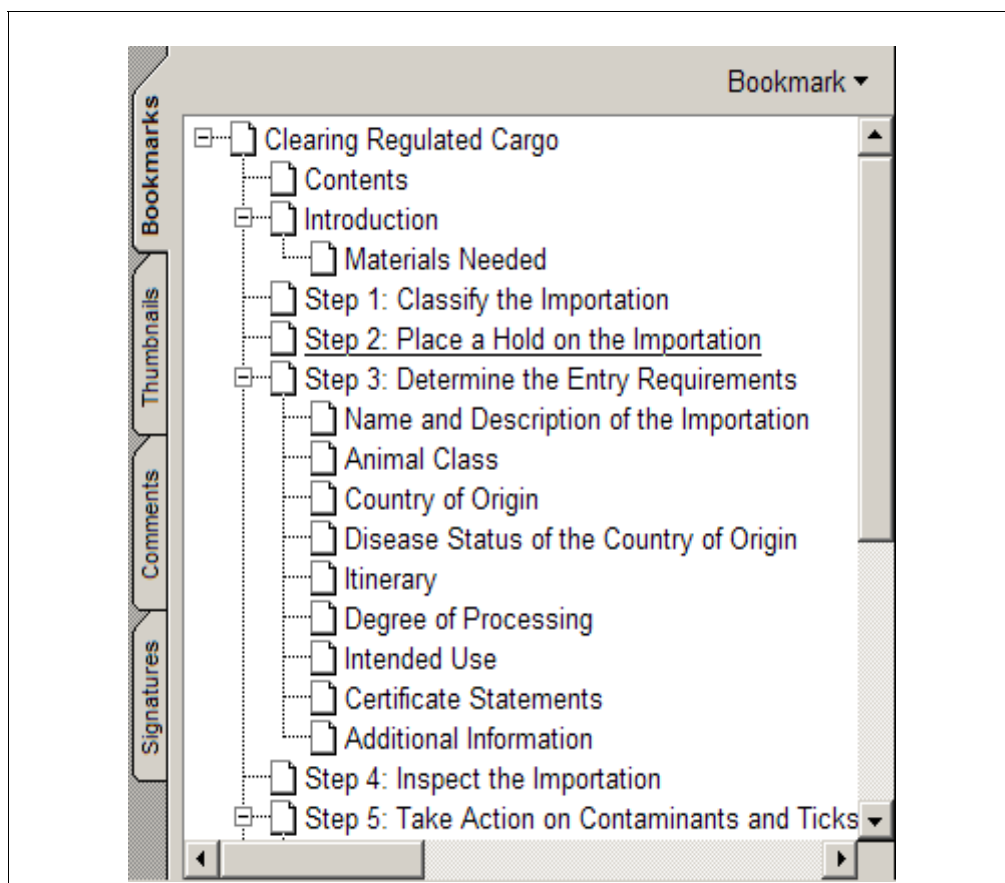 Bookmark
Bookmarks
Thumbnails
Comments
Signatures
Clearing Regulated Cargo
Contents
Introduction
Materials Needed
Step 1: Classify the Importation
Step 2: Place a Hold on the Importation
Step 3: Determine the Entry Requirements
Name and Description of the Importation
Animal Class
Country of Origin
Disease Status of the Country of Origin
Itinerary
Degree of Processing
Intended Use
Certificate Statements
Additional Information
Step 4: Inspect the Importation
Step 5: Take Action on Contaminants and Ticks